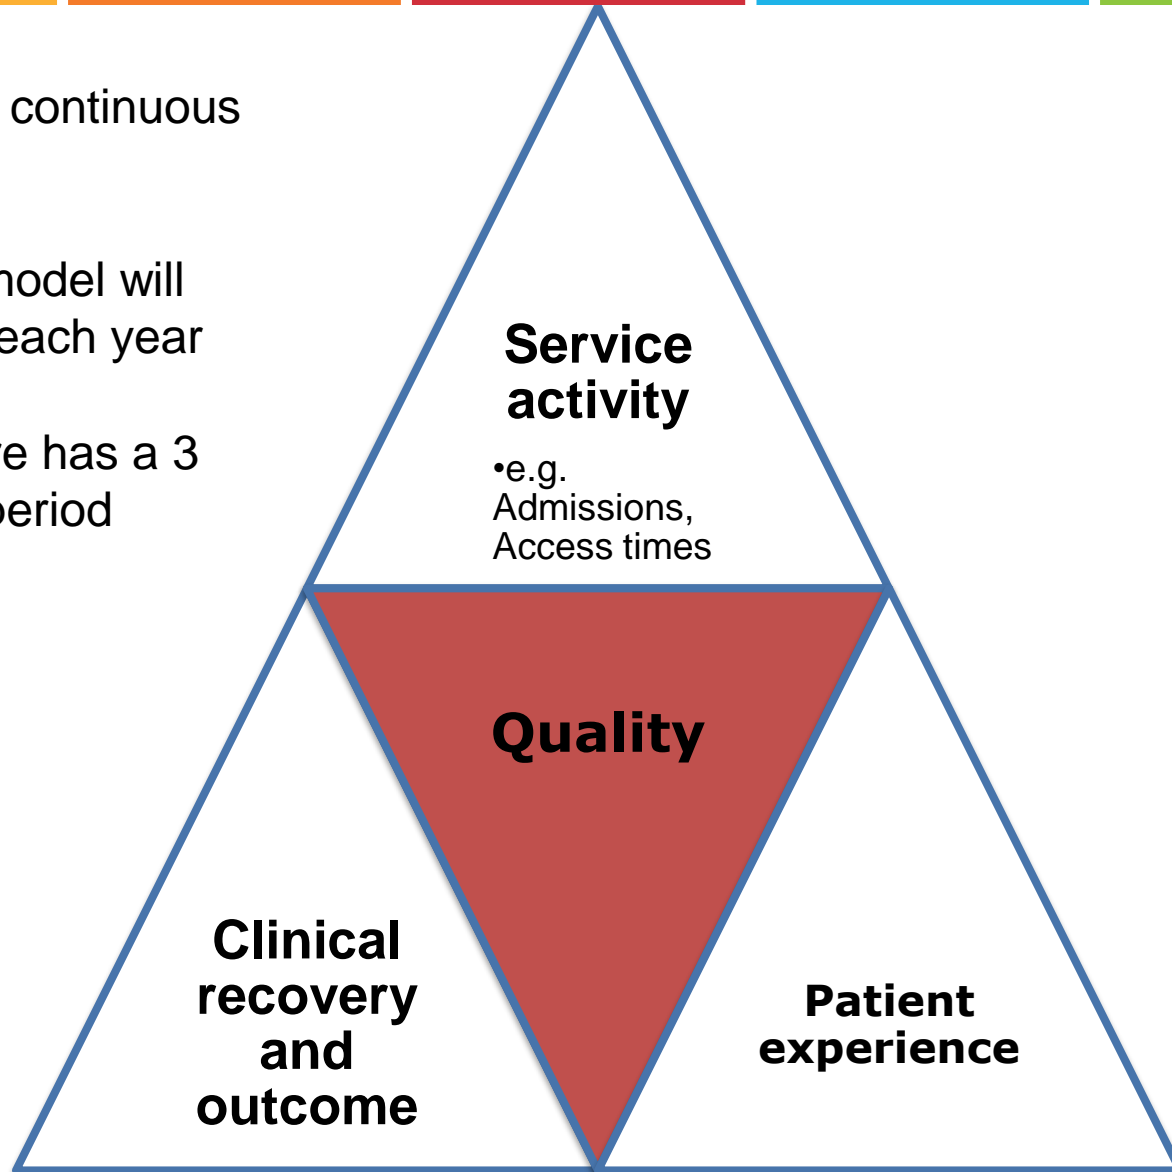 continuous
model will
each year
has a 3
period
Service
activity
•e.g.
Admissions,
Access times
Quality
Clinical
recovery
and
outcome
Patient
experience